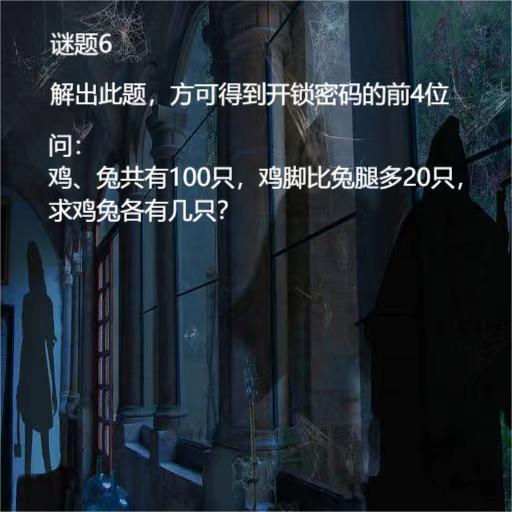 谜题6
解出此题，方可得到开锁密码的前4位
问：
鸡、兔共有100只，鸡脚比兔腿多20只，
求鸡兔各有几只？